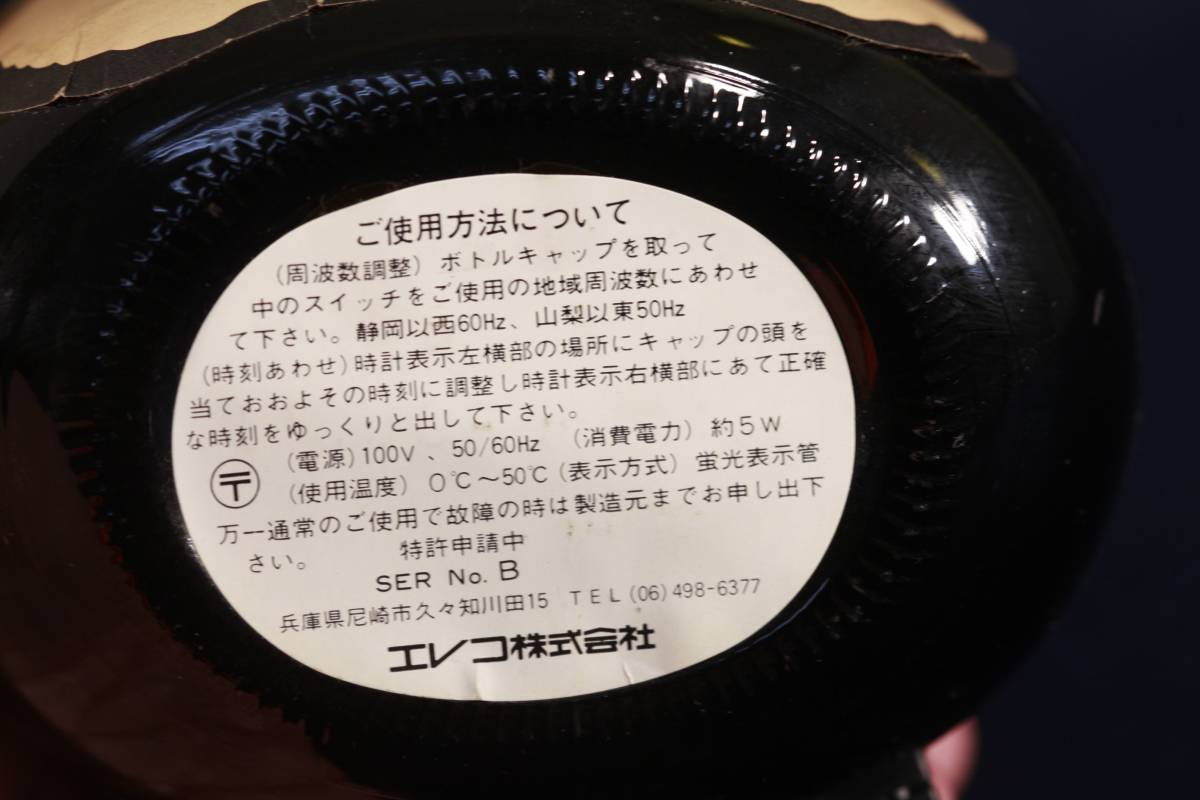 ご使用方法について
(周波数調整) ボトルキャップを取って
中のスイッチをご使用の地域周波数にあわせ
て下さい。静岡以西60Hz、山梨以東50Hz
(時刻あわせ)時計表示左横部の場所にキャップの頭を
当ておおよその時刻に調整し時計表示右横部にあて正確
な時刻をゆっくりと出して下さい。
(電源)100V 、50/60Hz (消費電力) 約5W
〒 (使用温度) 0℃～50℃(表示方式) 蛍光表示管
万一通常のご使用で故障の時は製造元までお申し出下
さい。 特許申請中
SER No. B
兵庫県尼崎市久々知川田15 TEL(06)498-6377
エレコ株式会社